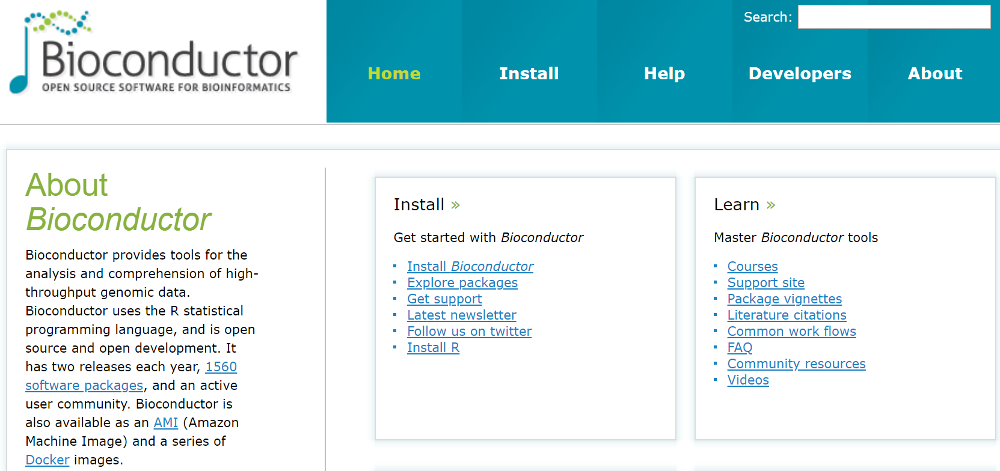 Bioconductor
OPEN SOURCE SOFTWARE FOR BIOINFORMATICS
Search:
Home
Install
Help
Developers
About
About
Bioconductor
Bioconductor provides tools for the
analysis and comprehension of high-
throughput genomic data.
Bioconductor uses the R statistical
programming language, and is open
source and open development. It
has two releases each year, 1560
software packages, and an active
user community. Bioconductor is
also available as an AMI (Amazon
Machine Image) and a series of
Docker images.
Install »
Get started with Bioconductor
Install Bioconductor
Explore packages
Get support
Latest newsletter
Follow us on twitter
Install R
Learn »
Master Bioconductor tools
Courses
Support site
Package vignettes
Literature citations
Common work flows
FAQ
Community resources
Videos